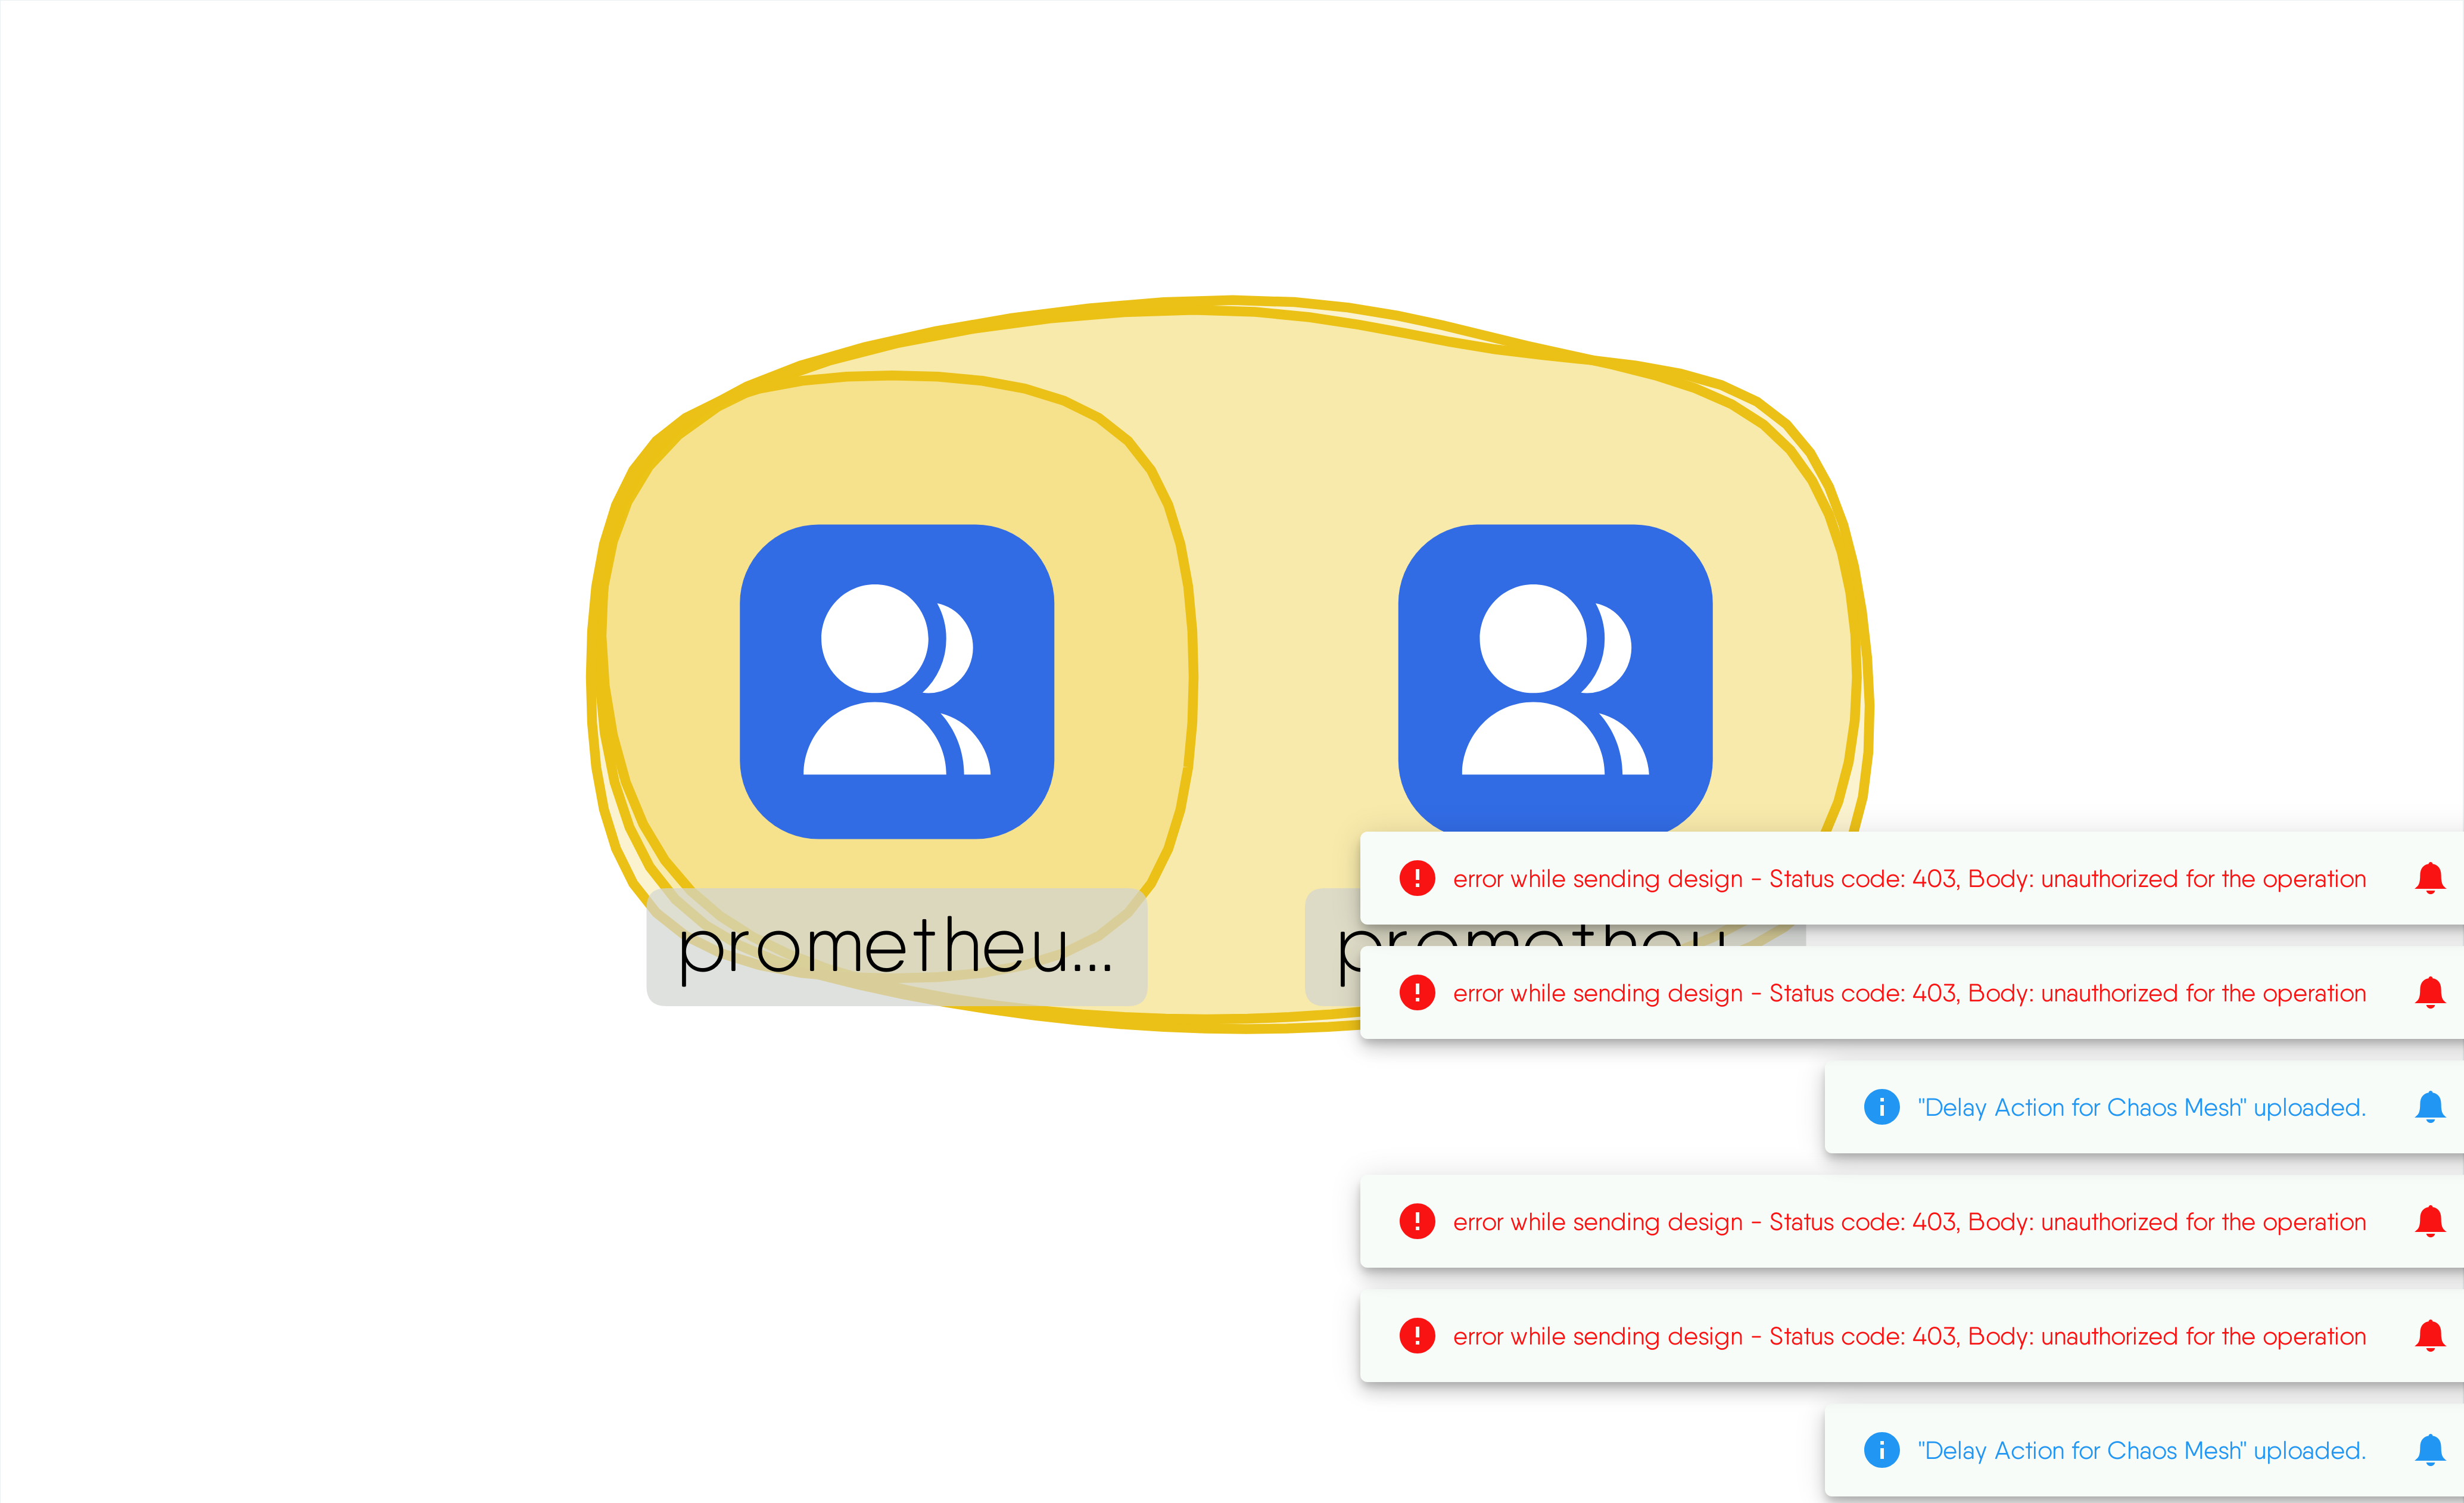 prometheu...
prometheu...
error while sending design - Status code: 403, Body: unauthorized for the operation
error while sending design - Status code: 403, Body: unauthorized for the operation
"Delay Action for Chaos Mesh" uploaded.
error while sending design - Status code: 403, Body: unauthorized for the operation
error while sending design - Status code: 403, Body: unauthorized for the operation
"Delay Action for Chaos Mesh" uploaded.